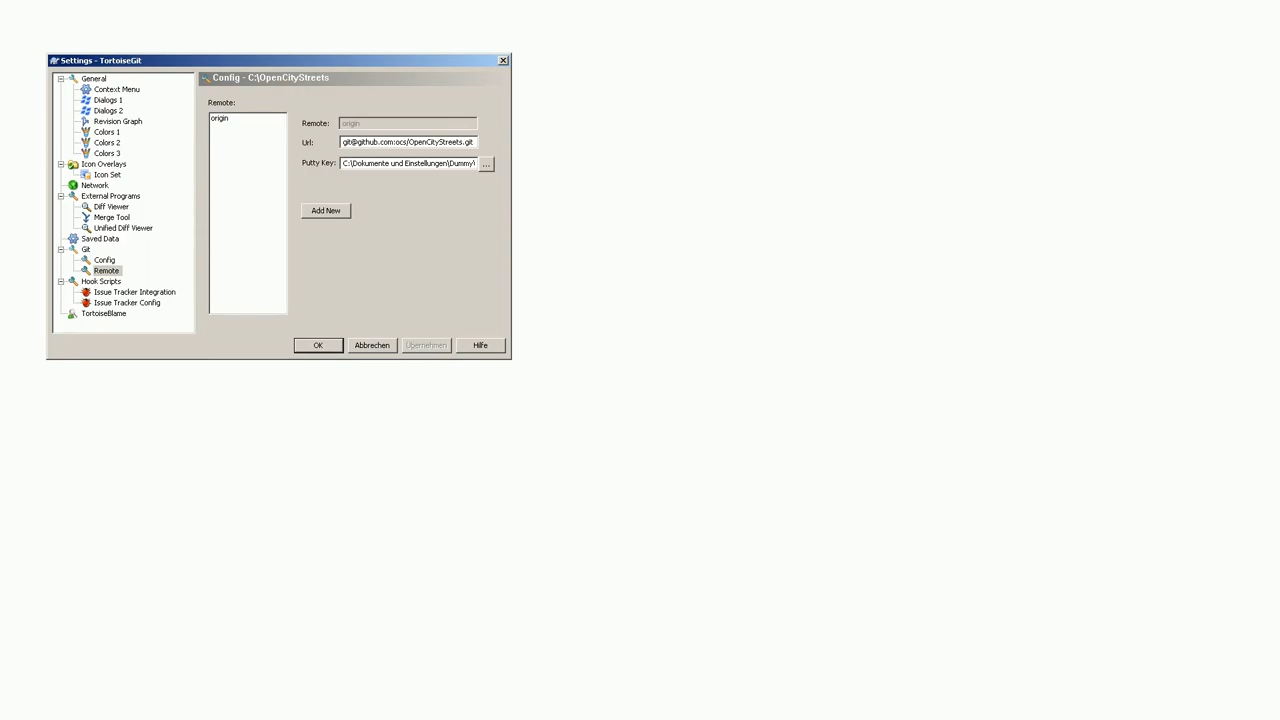 Settings - TortoiseGit
General
Context Menu
Dialogs 1
Dialogs 2
Revision Graph
Colors 1
Colors 2
Colors 3
Icon Overlays
Icon Set
Network
External Programs
Diff Viewer
Merge Tool
Unified Diff Viewer
Saved Data
Git
Config
Remote
Hook Scripts
Issue Tracker Integration
Issue Tracker Config
TortoiseBlame
Config - C:\OpenCityStreets
Remote:
origin
Remote: origin
Url: git@github.com:ocs/OpenCityStreets.git
Putty Key: C:\Dokumente und Einstellungen\Dummy\ ...
Add New
OK Abbrechen Übernehmen Hilfe